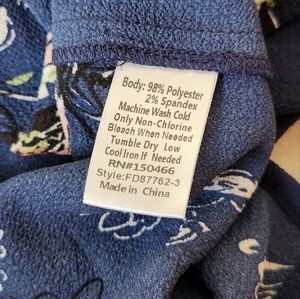 Body: 98% Polyester
2% Spandex
Machine Wash Cold
Only Non-Chlorine
Bleach When Needed
Tumble Dry Low
Cool Iron If Needed
RN#150466
Style:FD87762-3
Made in China